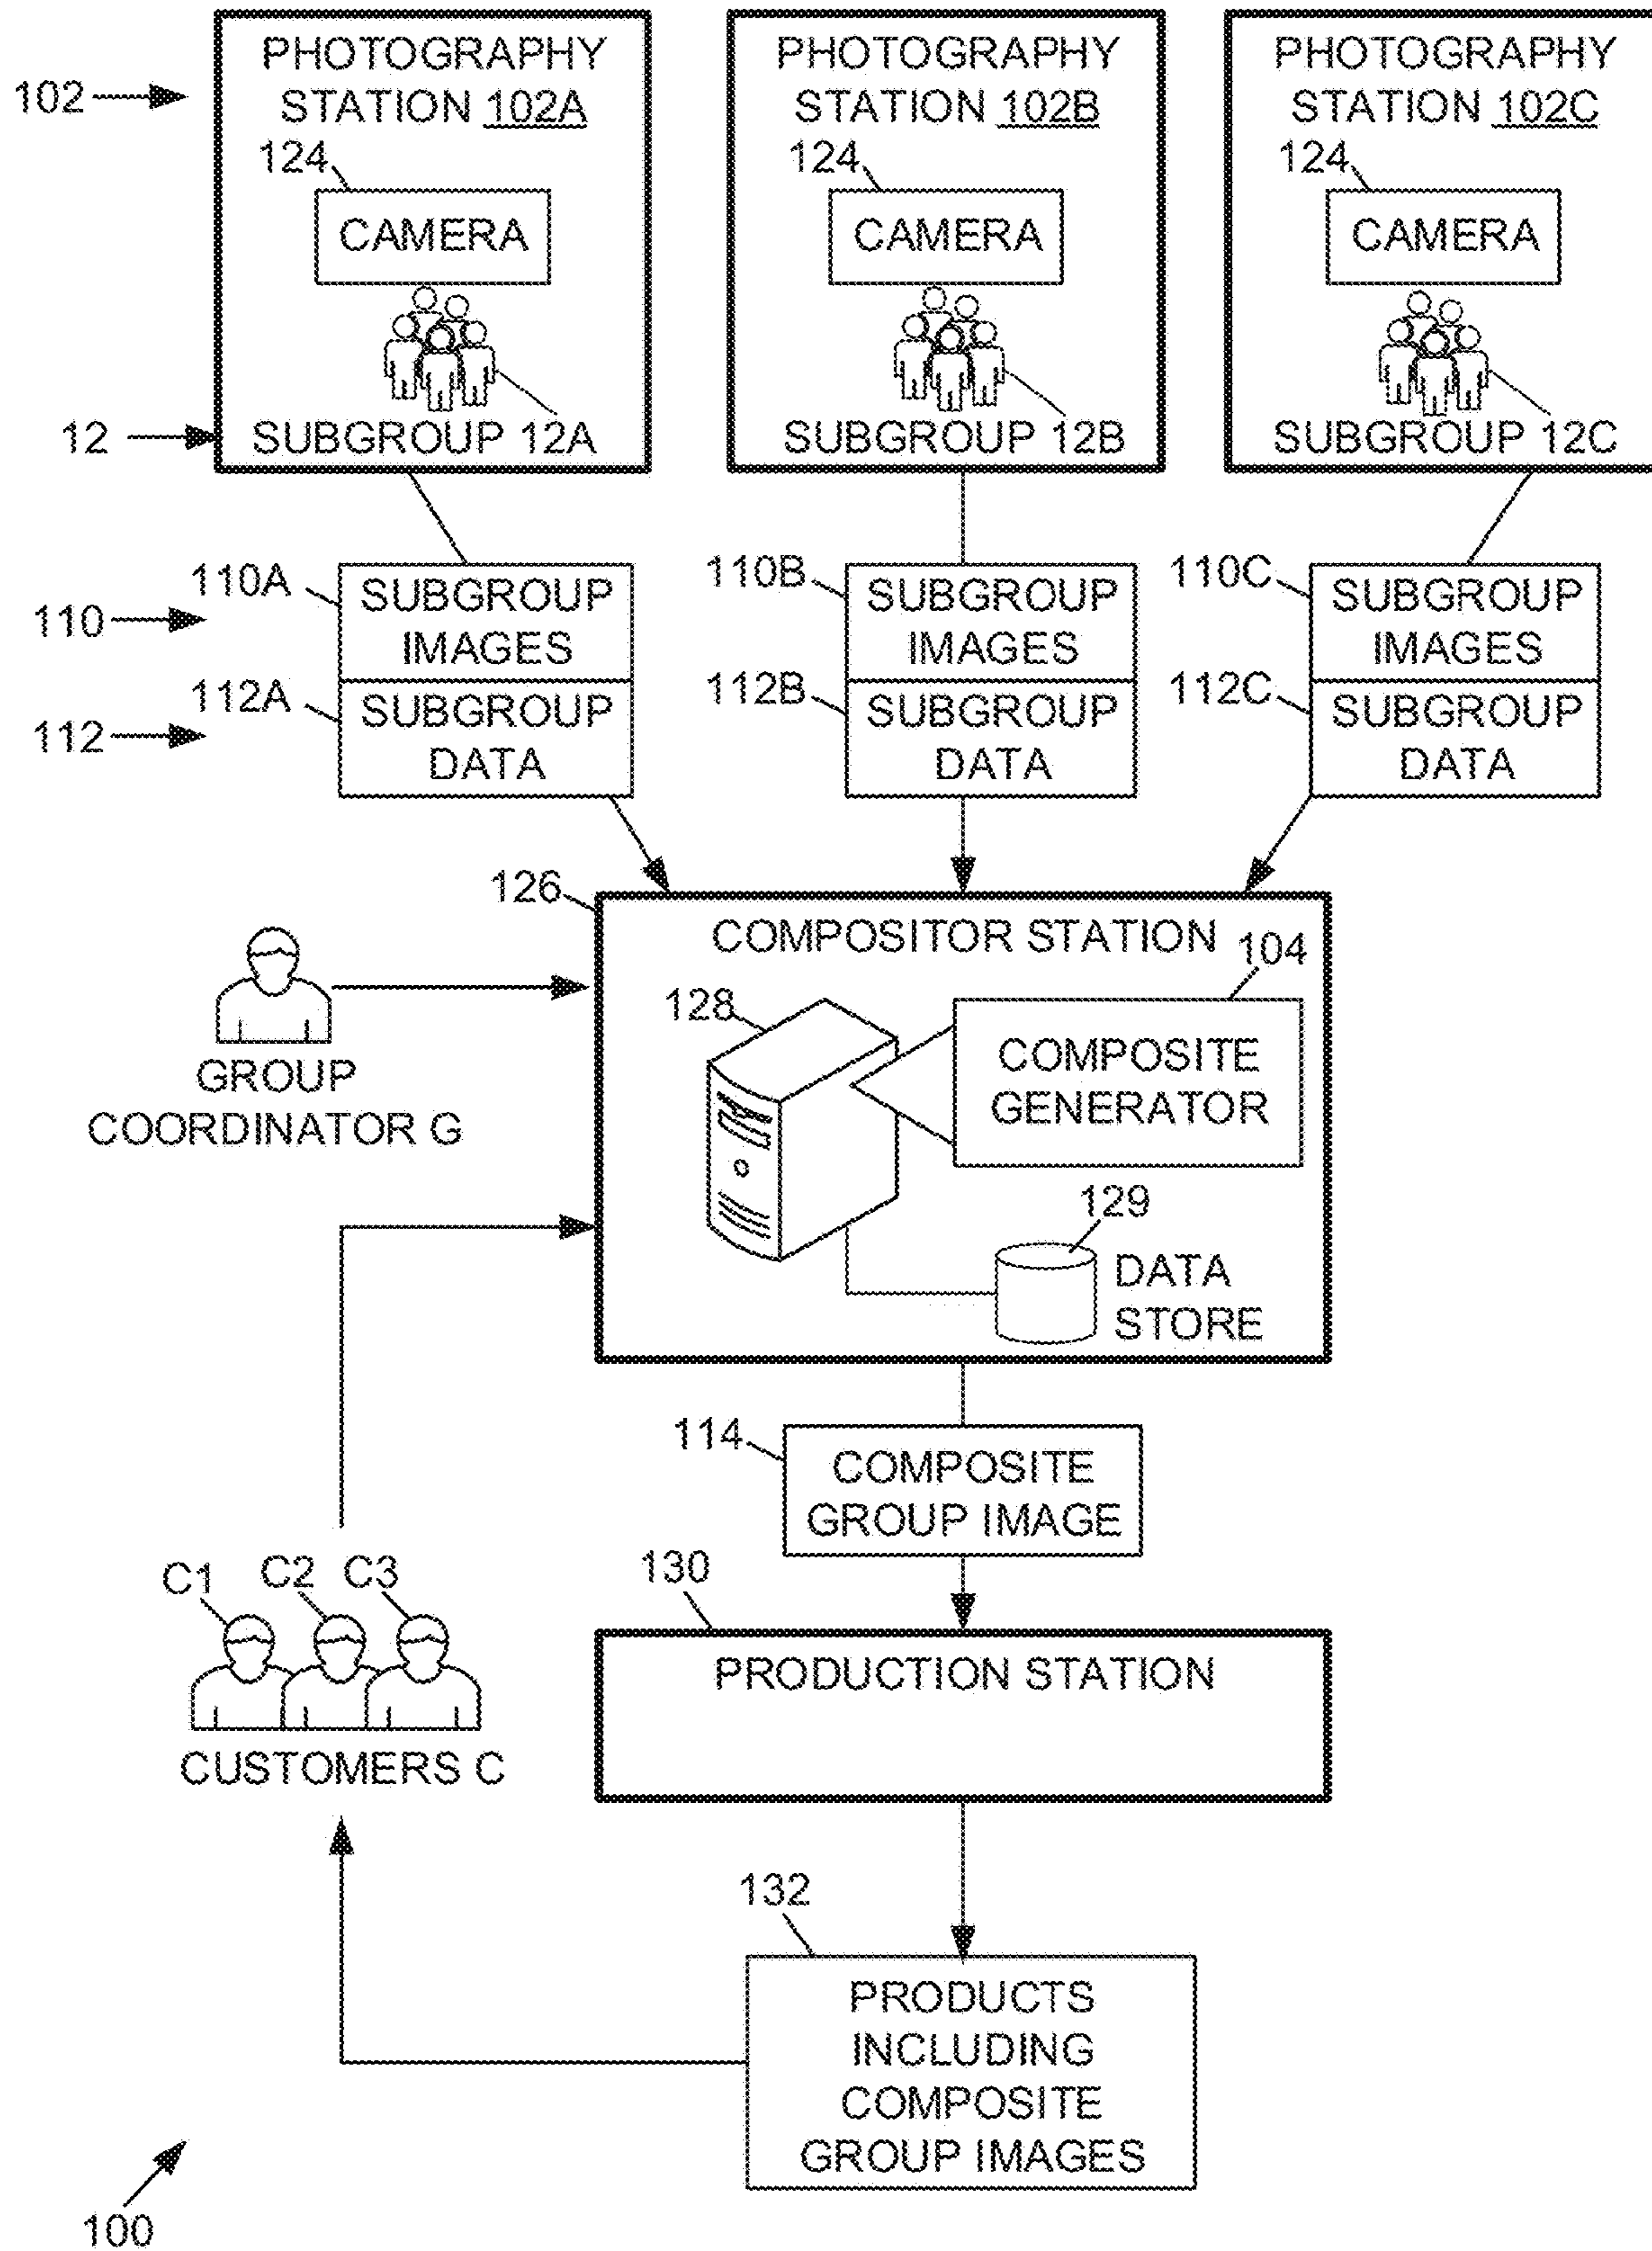 PHOTOGRAPHY
STATION 102A
PHOTOGRAPHY
STATION 102B
PHOTOGRAPHY
STATION 102C
102
124
CAMERA
124
CAMERA
124
CAMERA
12
SUBGROUP 12A
SUBGROUP 12B
SUBGROUP 12C
110
110A
SUBGROUP
IMAGES
110B
SUBGROUP
IMAGES
110C
SUBGROUP
IMAGES
112
112A
SUBGROUP
DATA
112B
SUBGROUP
DATA
112C
SUBGROUP
DATA
126
COMPOSITOR STATION
104
128
COMPOSITE
GENERATOR
GROUP
COORDINATOR G
129
DATA
STORE
114
COMPOSITE
GROUP IMAGE
C1
C2
C3
CUSTOMERS C
130
PRODUCTION STATION
132
PRODUCTS
INCLUDING
COMPOSITE
GROUP IMAGES
100